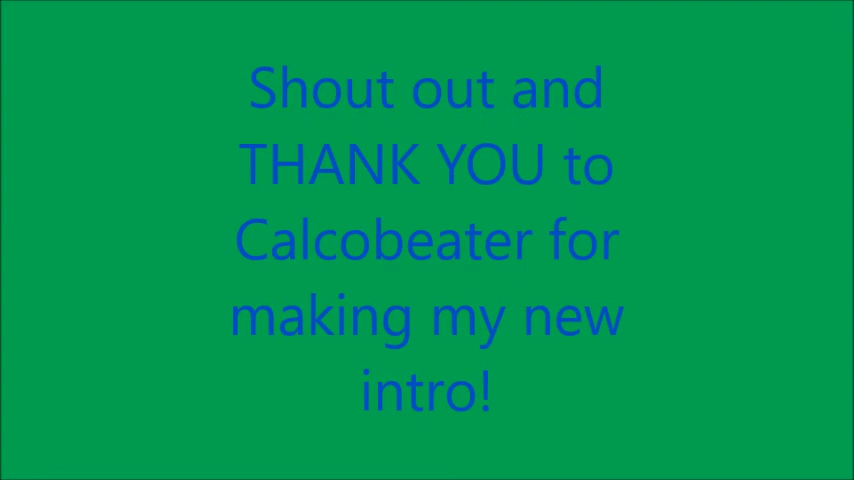 Shout out and
THANK YOU to
Calcobeater for
making my new
intro!